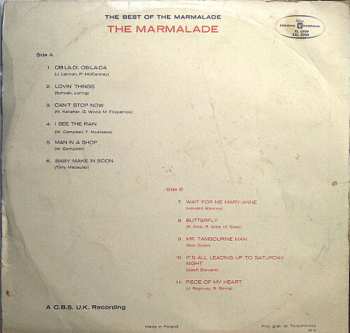 THE BEST OF THE MARMALADE
THE MARMALADE
Side A
1. OB-LA-DI, OB-LA-DA
(J. Lennon, P. McCartney)
2. LOVIN' THINGS
3. CAN'T STOP NOW
4. I SEE THE RAIN
5. MAN IN A SHOP
(W. Campbell)
6. BABY MAKE IN SOON
(Tony Macaulay)
Side B
7. WAIT FOR ME MARY-ANNE
8. BUTTERFLY
9. MR. TAMBOURINE MAN
(Bob Dylan)
10. IT'S ALL LEADING UP TO SATURDAY
NIGHT
11. PIECE OF MY HEART
A C.B.S. U.K. Recording
Made in Poland